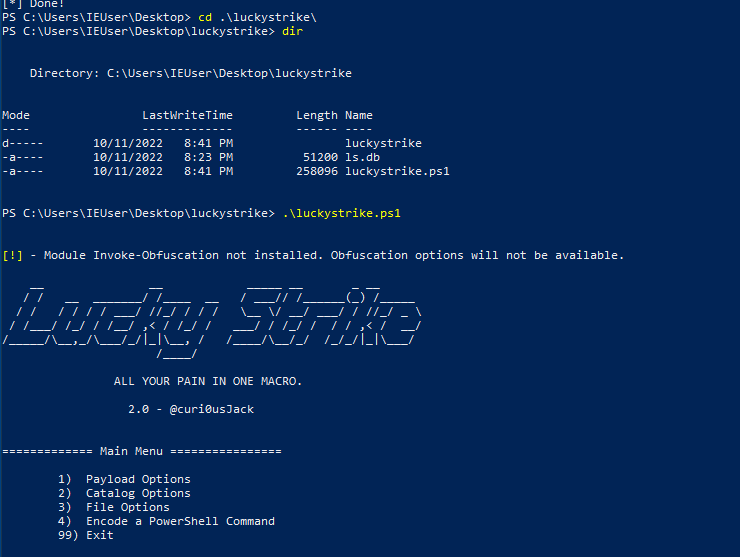 [*] Done!
PS C:\Users\IEUser\Desktop> cd .\luckystrike\
PS C:\Users\IEUser\Desktop\luckystrike> dir
Directory: C:\Users\IEUser\Desktop\luckystrike
Mode LastWriteTime Length Name
---- ------------- ------ ----
d----- 10/11/2022 8:41 PM luckystrike
-a---- 10/11/2022 8:23 PM 51200 ls.db
-a---- 10/11/2022 8:41 PM 258096 luckystrike.ps1
PS C:\Users\IEUser\Desktop\luckystrike> .\luckystrike.ps1
[!] - Module Invoke-Obfuscation not installed. Obfuscation options will not be available.
Lucky Strike
ALL YOUR PAIN IN ONE MACRO.
2.0 - @curi0usJack
============= Main Menu ================
1) Payload Options
2) Catalog Options
3) File Options
4) Encode a PowerShell Command
99) Exit